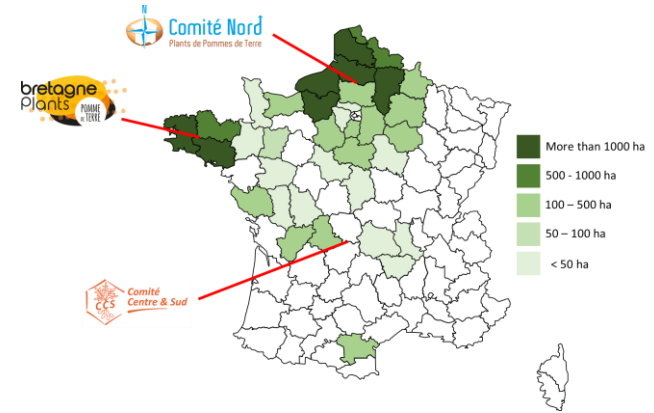 Comité Nord
Plants de Pommes de Terre
bretagne
Plants
POMME
DE TERRE
More than 1000 ha
500 - 1000 ha
100 – 500 ha
50 – 100 ha
< 50 ha
CCS
Comité
Centre & Sud